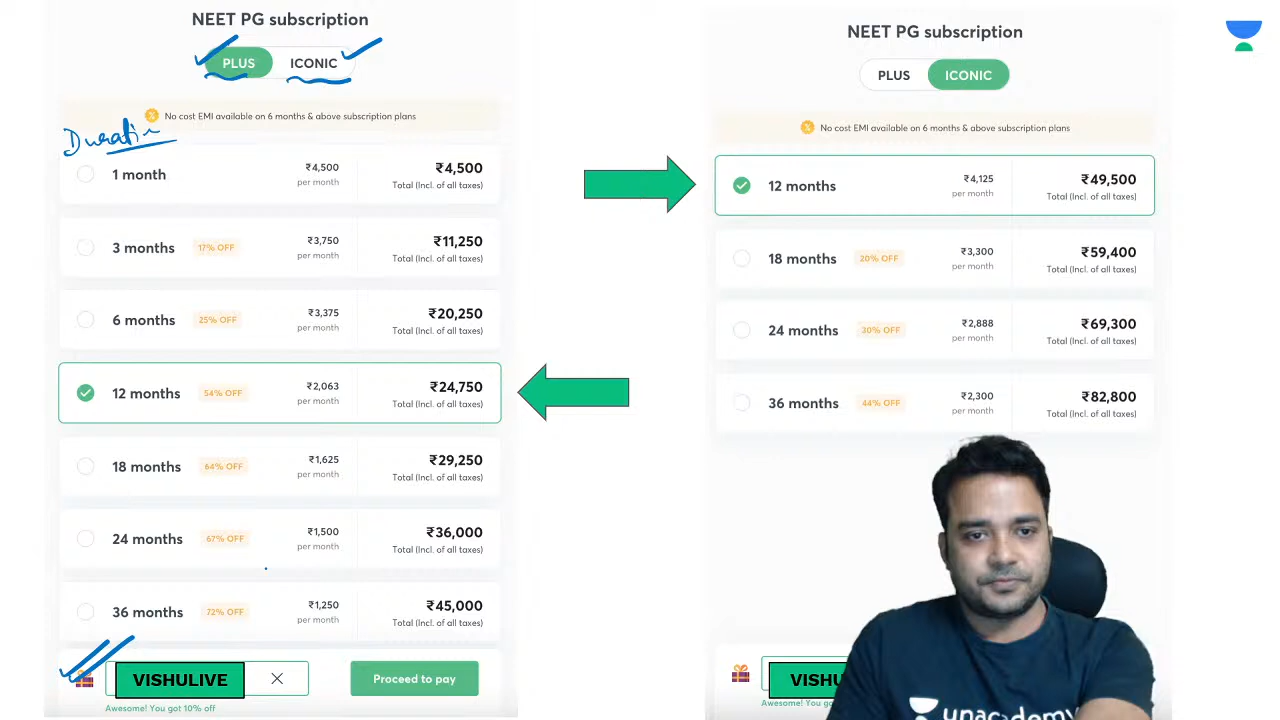 NEET PG subscription
PLUS ICONIC
No cost EMI available on 6 months & above subscription plans
Duration
1 month ₹4,500 per month ₹4,500 Total (Incl. of all taxes)
3 months 17% OFF ₹3,750 per month ₹11,250 Total (Incl. of all taxes)
6 months 25% OFF ₹3,375 per month ₹20,250 Total (Incl. of all taxes)
12 months 54% OFF ₹2,063 per month ₹24,750 Total (Incl. of all taxes)
18 months 64% OFF ₹1,625 per month ₹29,250 Total (Incl. of all taxes)
24 months 67% OFF ₹1,500 per month ₹36,000 Total (Incl. of all taxes)
36 months 72% OFF ₹1,250 per month ₹45,000 Total (Incl. of all taxes)
VISHULIVE Proceed to pay
Awesome! You got 10% off
NEET PG subscription
PLUS ICONIC
No cost EMI available on 6 months & above subscription plans
12 months ₹4,125 per month ₹49,500 Total (Incl. of all taxes)
18 months 20% OFF ₹3,300 per month ₹59,400 Total (Incl. of all taxes)
24 months 30% OFF ₹2,888 per month ₹69,300 Total (Incl. of all taxes)
36 months 44% OFF ₹2,300 per month ₹82,800 Total (Incl. of all taxes)
VISHU
Awesome! You got
unacademy